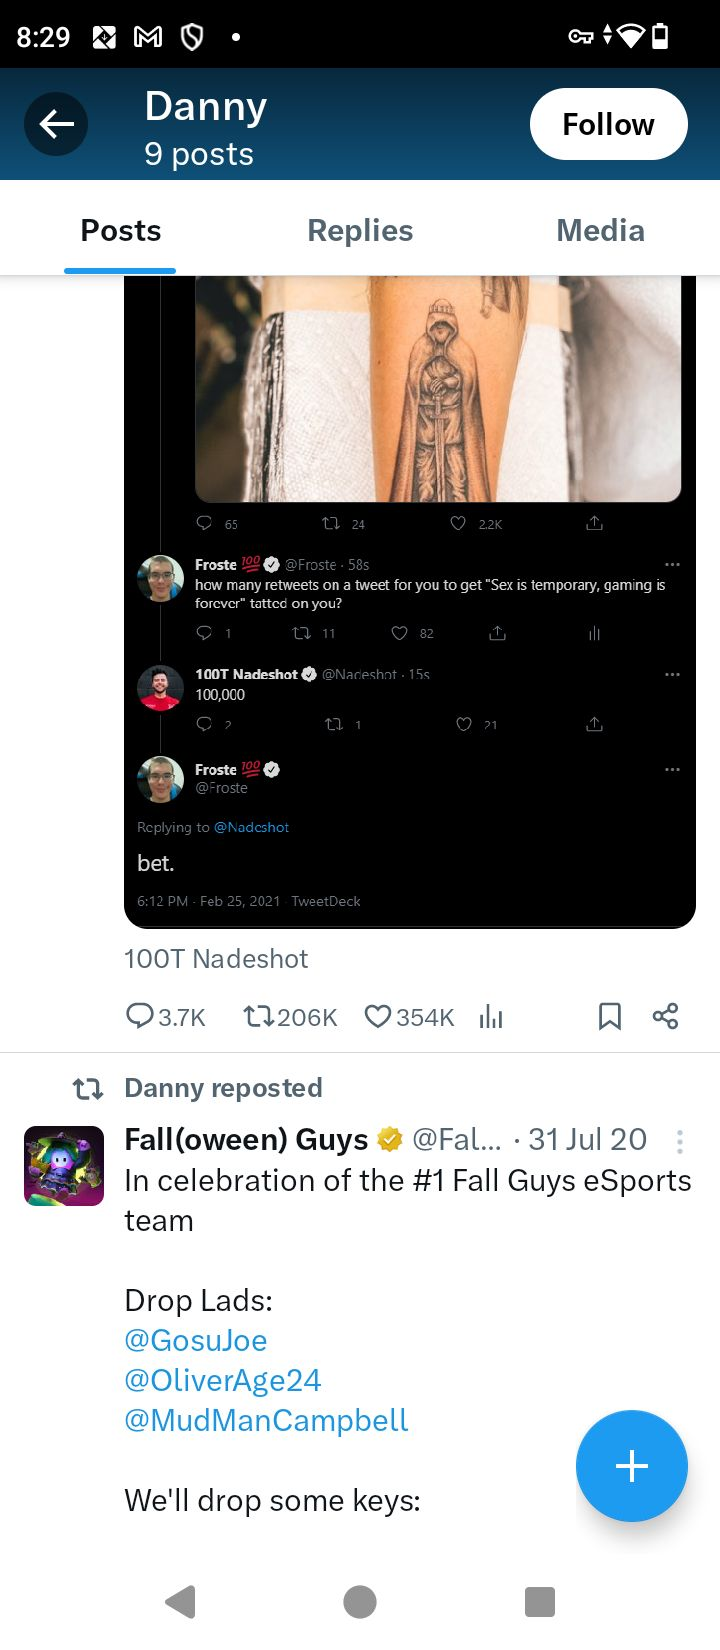 8:29
Danny
9 posts
Follow
Posts
Replies
Media
65
24
2.2K
Froste 💯 @Froste · 58s
how many retweets on a tweet for you to get "Sex is temporary, gaming is
forever" tatted on you?
1
11
82
100T Nadeshot @Nadeshot · 15s
100,000
2
1
21
Froste 💯
@Froste
Replying to @Nadeshot
bet.
6:12 PM · Feb 25, 2021 · TweetDeck
100T Nadeshot
3.7K
206K
354K
Danny reposted
Fall(oween) Guys @Fal... · 31 Jul 20
In celebration of the #1 Fall Guys eSports
team
Drop Lads:
@GosuJoe
@OliverAge24
@MudManCampbell
We'll drop some keys: